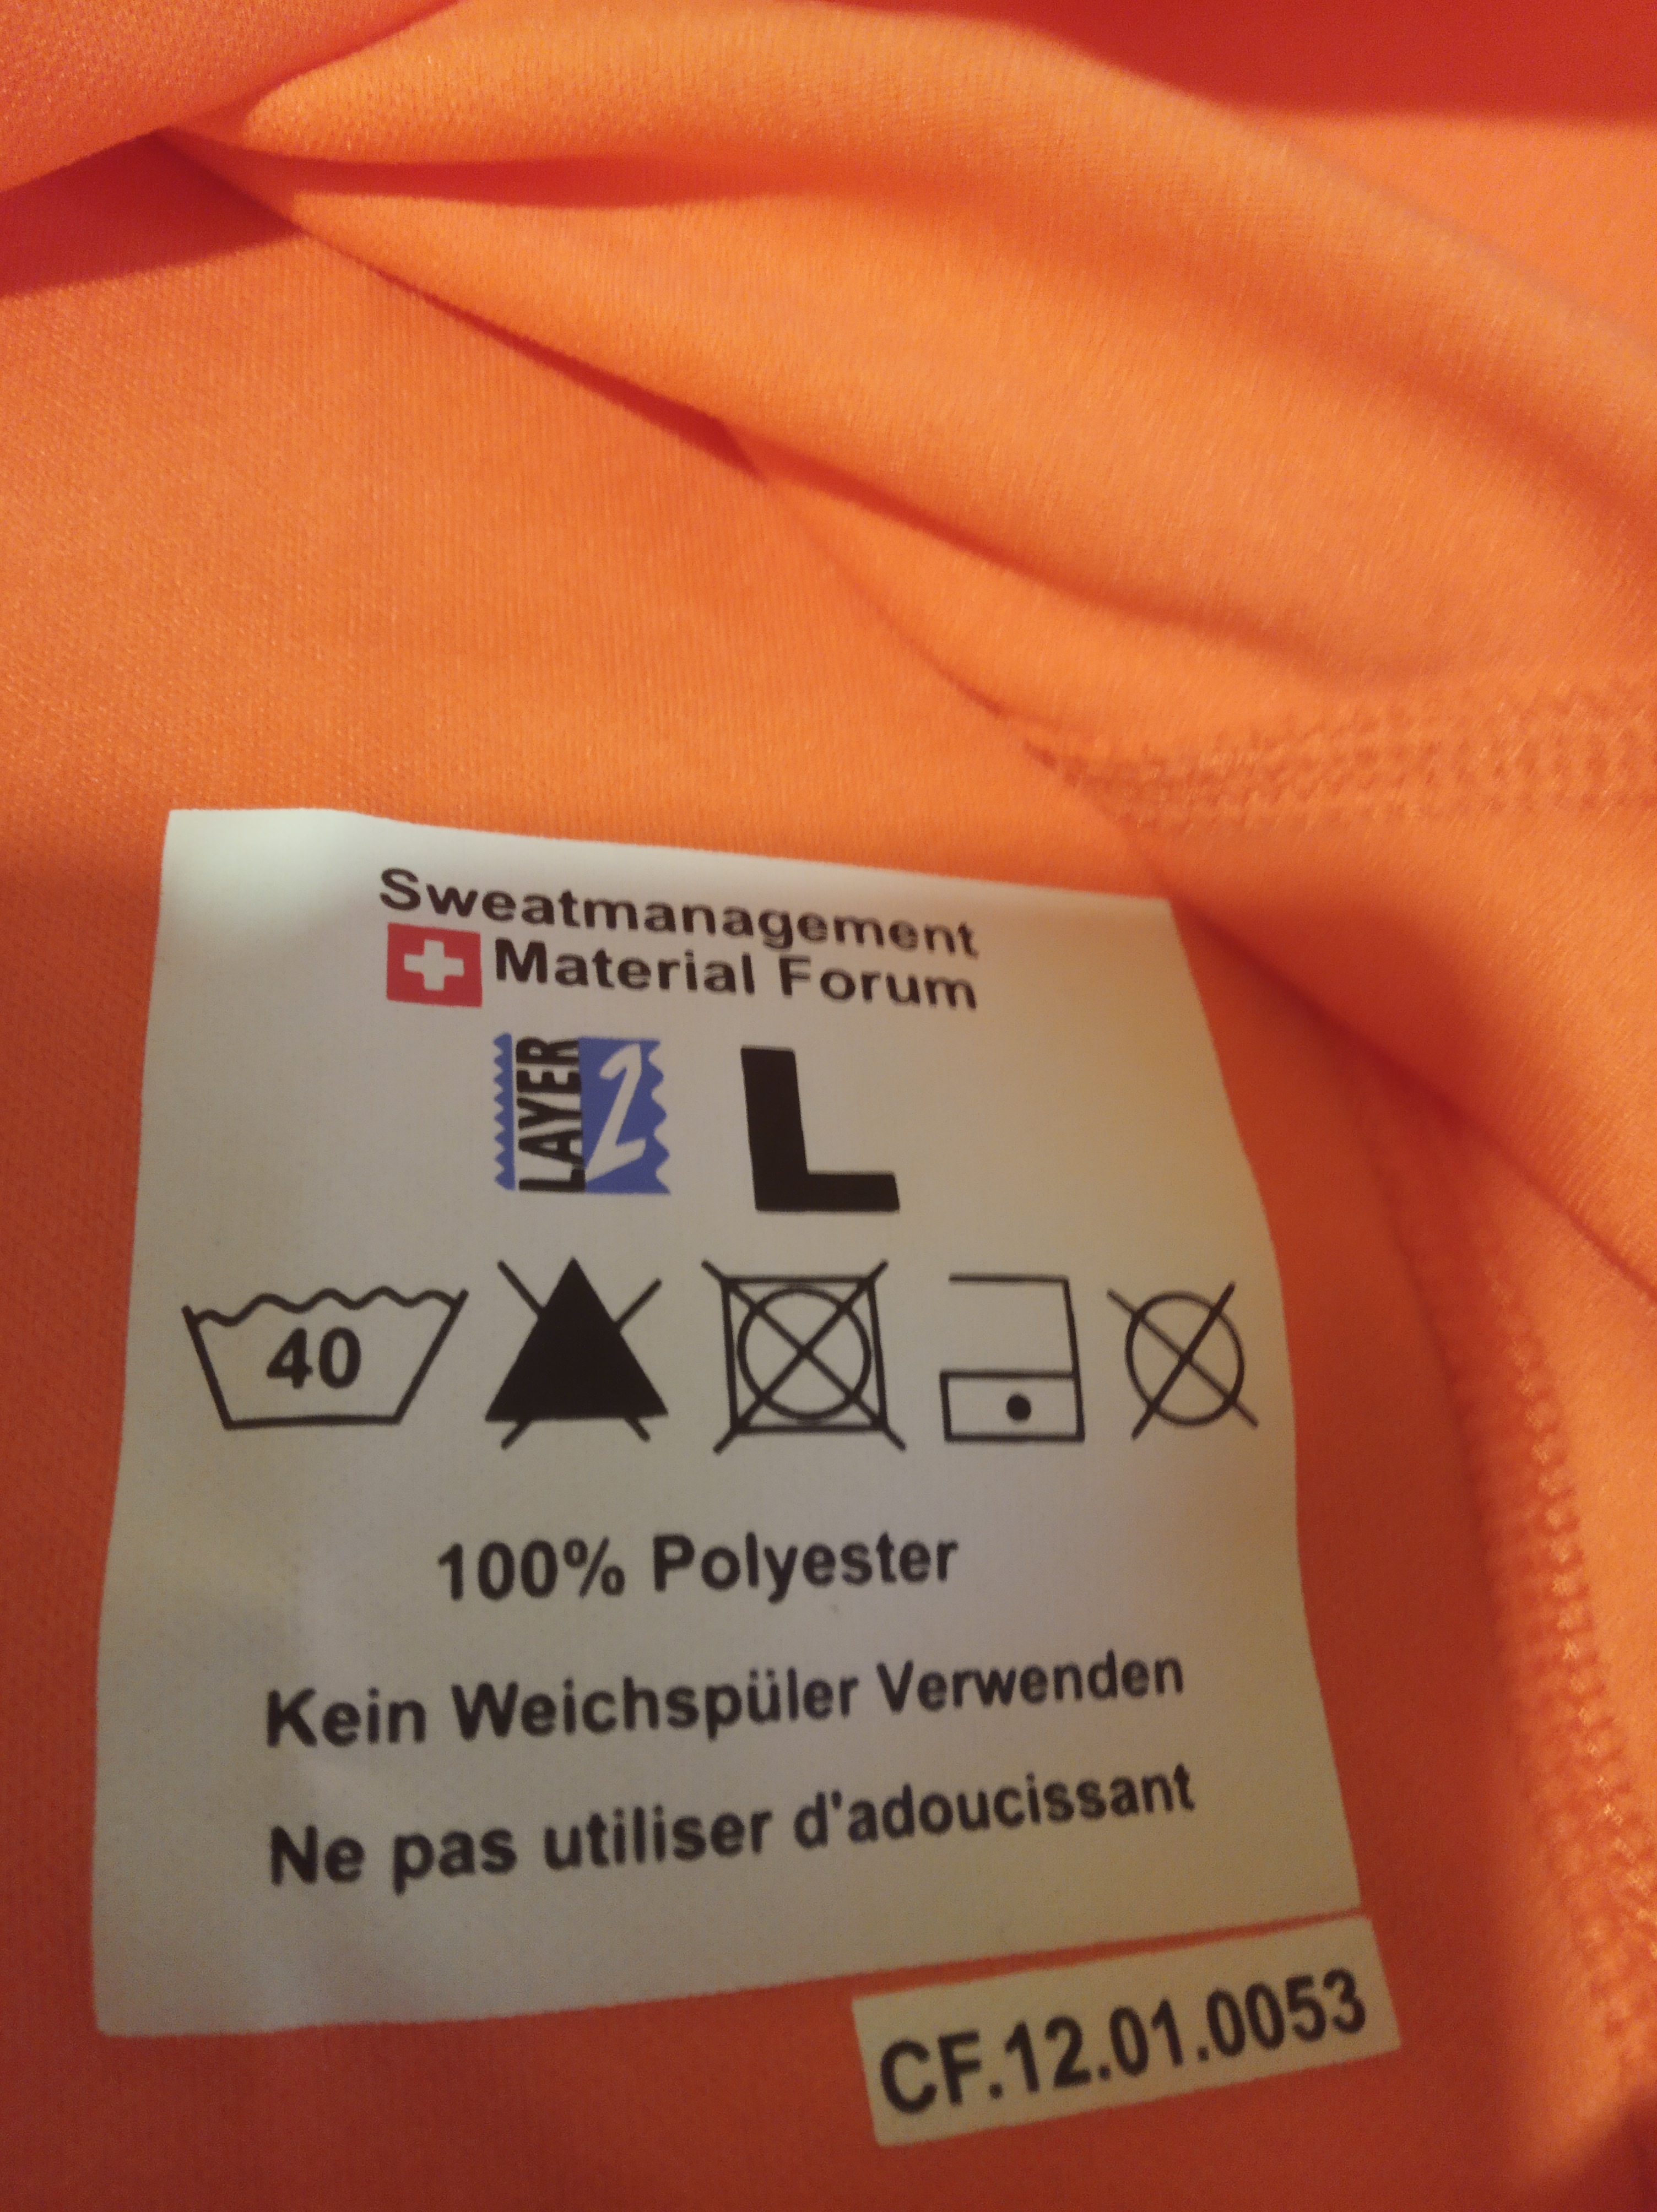 Sweatmanagement
Material Forum
LAYER 2 L
40
100% Polyester
Kein Weichspüler Verwenden
Ne pas utiliser d'adoucissant
CF.12.01.0053